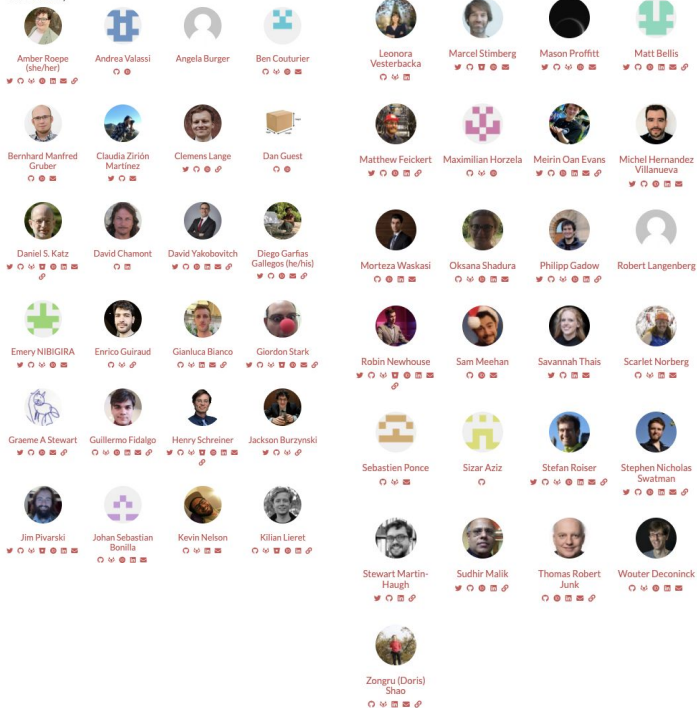 Amber Roepe
(she/her)
Andrea Valassi
Angela Burger
Ben Couturier
Bernhard Manfred
Gruber
Claudia Zirión
Martínez
Clemens Lange
Dan Guest
Daniel S. Katz
David Chamont
David Yakobovitch
Diego Garñas
Gallegos (he/his)
Emery NIBIGIRA
Enrico Guiraud
Gianluca Bianco
Giordon Stark
Graeme A Stewart
Guillermo Fidalgo
Henry Schreiner
Jackson Burzynski
Jim Pivarski
Johan Sebastian
Bonilla
Kevin Nelson
Kilian Lieret
Leonora
Vesterbacka
Marcel Stimberg
Mason Proffitt
Matt Bellis
Matthew Feickert
Maximilian Horzela
Meirin Oan Evans
Michel Hernandez
Villanueva
Morteza Waskasi
Oksana Shadura
Philipp Gadow
Robert Langenberg
Robin Newhouse
Sam Meehan
Savannah Thais
Scarlet Norberg
Sebastien Ponce
Sizar Aziz
Stefan Roiser
Stephen Nicholas
Swatman
Stewart Martin-
Haugh
Sudhir Malik
Thomas Robert
Junk
Wouter Deconinck
Zongru (Doris)
Shao